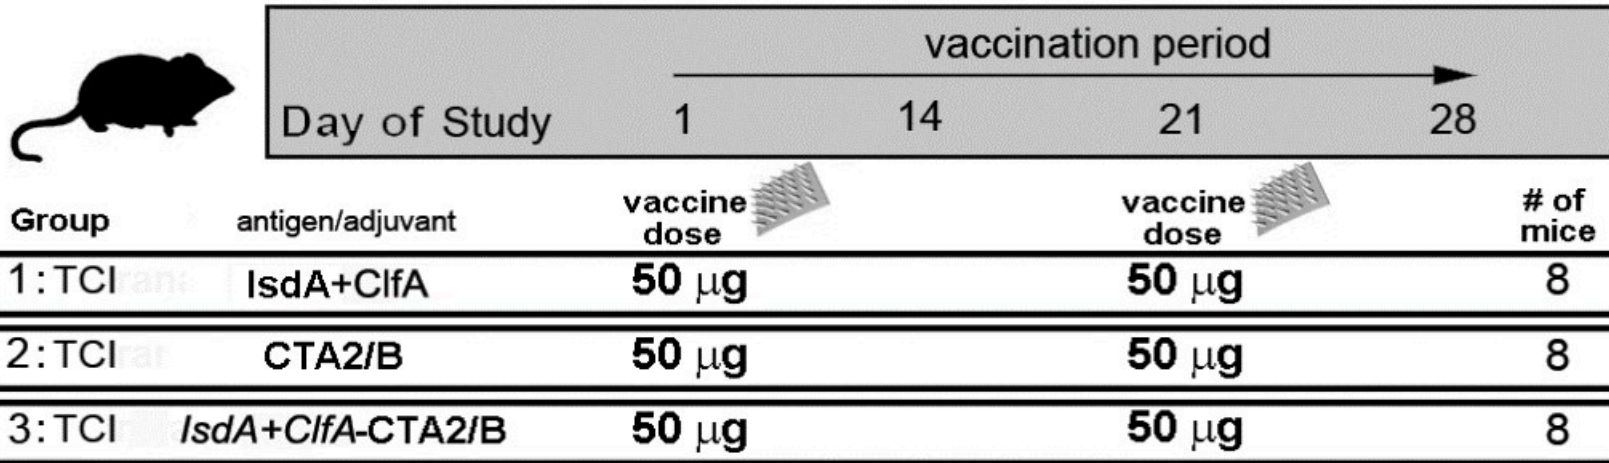 vaccination period
Day of Study 1 14 21 28
Group antigen/adjuvant vaccine dose vaccine dose # of mice
1: TCI IsdA+ClfA 50 μg 50 μg 8
2: TCI CTA2/B 50 μg 50 μg 8
3: TCI IsdA+ClfA-CTA2/B 50 μg 50 μg 8